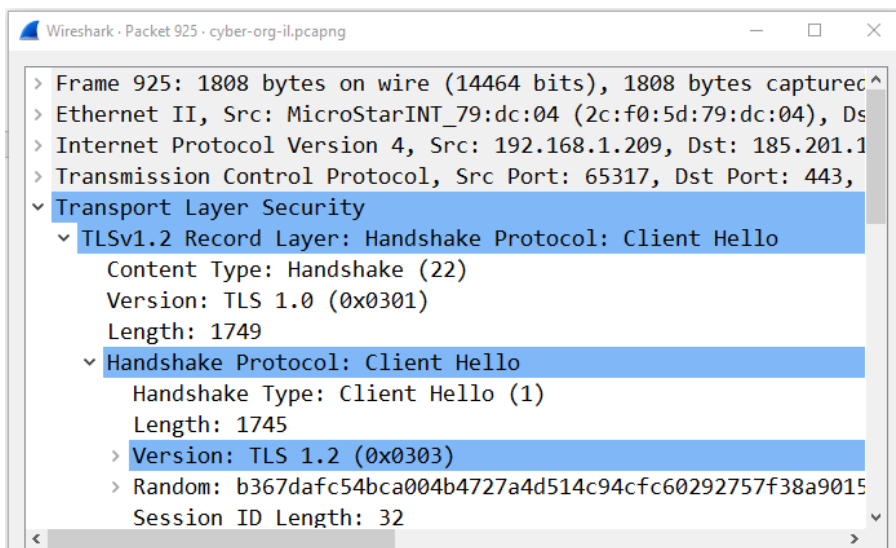 Wireshark · Packet 925 · cyber-org-il.pcapng
Frame 925: 1808 bytes on wire (14464 bits), 1808 bytes captured
Ethernet II, Src: MicroStarINT_79:dc:04 (2c:f0:5d:79:dc:04), Ds
Internet Protocol Version 4, Src: 192.168.1.209, Dst: 185.201.1
Transmission Control Protocol, Src Port: 65317, Dst Port: 443,
Transport Layer Security
TLSv1.2 Record Layer: Handshake Protocol: Client Hello
Content Type: Handshake (22)
Version: TLS 1.0 (0x0301)
Length: 1749
Handshake Protocol: Client Hello
Handshake Type: Client Hello (1)
Length: 1745
Version: TLS 1.2 (0x0303)
Random: b367dafc54bca004b4727a4d514c94cfc60292757f38a9015
Session ID Length: 32